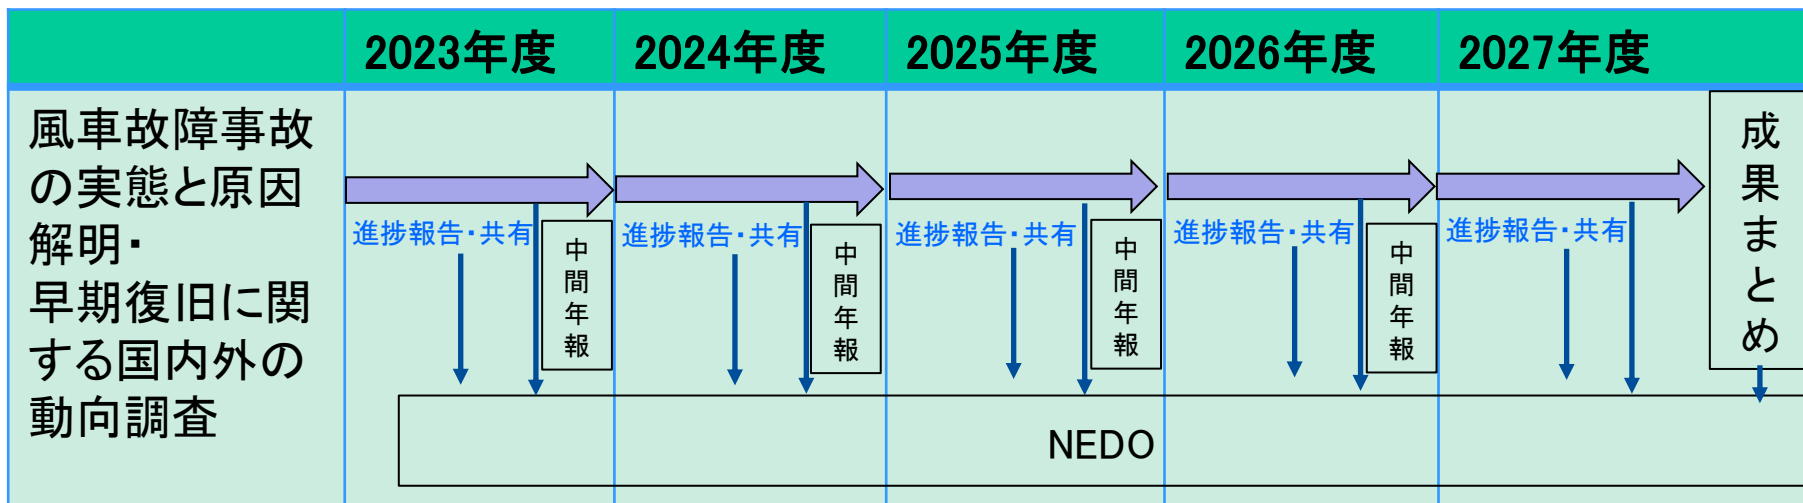 2023年度
2024年度
2025年度
2026年度
2027年度
風車故障事故
の実態と原因
解明・
早期復旧に関
する国内外の
動向調査
進捗報告・共有
中間年報
進捗報告・共有
中間年報
進捗報告・共有
中間年報
進捗報告・共有
中間年報
進捗報告・共有
成果まとめ
NEDO